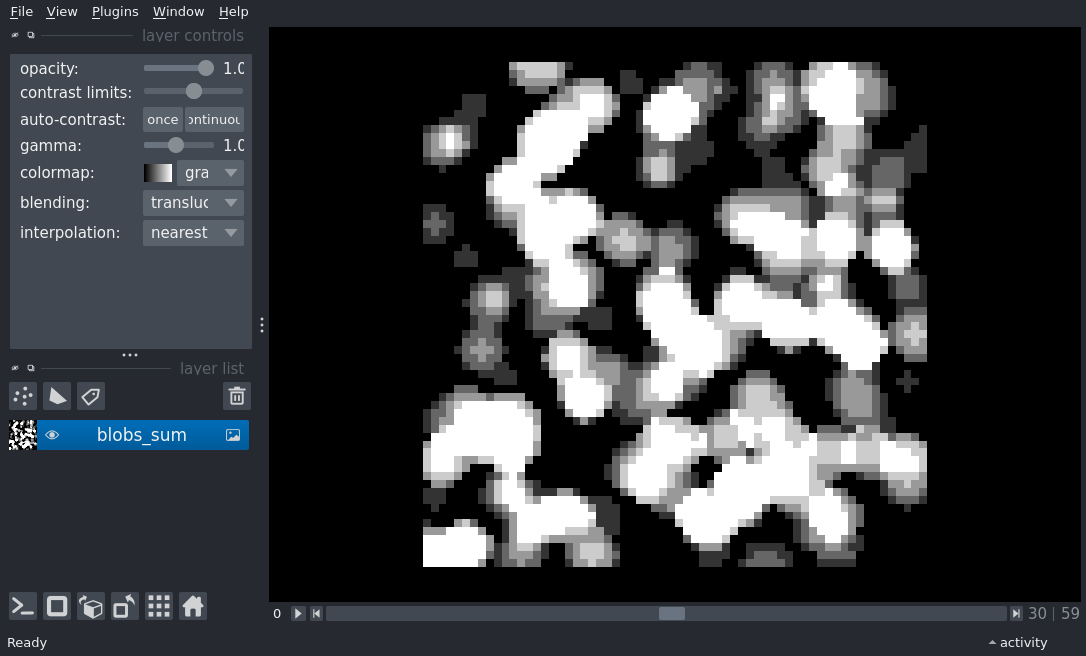 File View Plugins Window Help
layer controls
opacity: 1.0
contrast limits:
auto-contrast: once ontinuou
gamma: 1.0
colormap: gra
blending: transluc
interpolation: nearest
layer list
blobs_sum
0 30 59
Ready activity